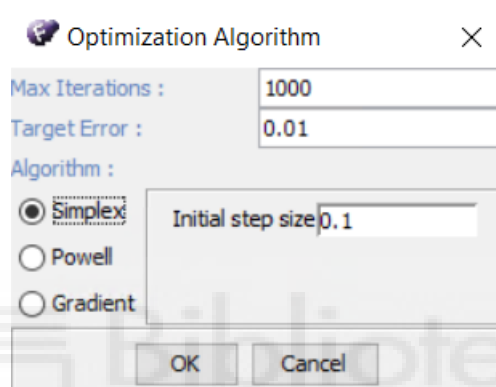 Optimization Algorithm
Max Iterations : 1000
Target Error : 0.01
Algorithm :
Simplex
Initial step size 0.1
Powell
Gradient
OK Cancel
Bibliote